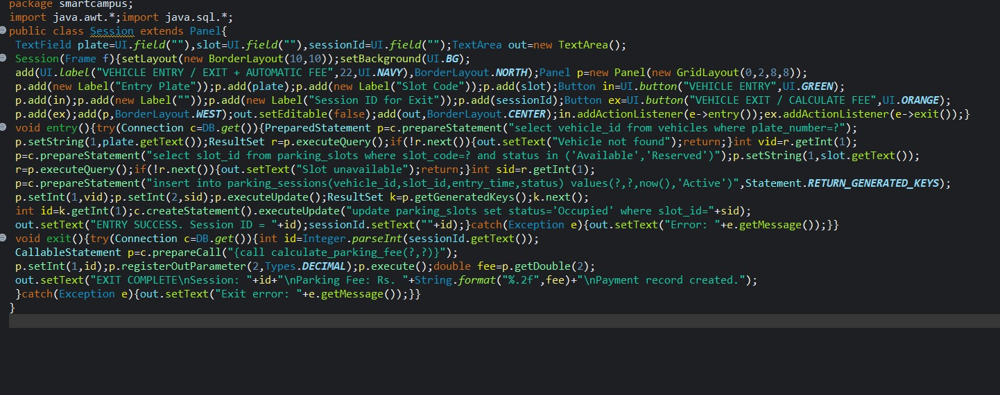 package smartcampus;
import java.awt.*;import java.sql.*;
public class Session extends Panel{
 TextField plate=UI.field(""),slot=UI.field(""),sessionId=UI.field("");TextArea out=new TextArea();
 Session(Frame f){setLayout(new BorderLayout(10,10));setBackground(UI.BG);
 add(UI.label("VEHICLE ENTRY / EXIT + AUTOMATIC FEE",22,UI.NAVY),BorderLayout.NORTH);Panel p=new Panel(new GridLayout(0,2,8,8));
 p.add(new Label("Entry Plate"));p.add(plate);p.add(new Label("Slot Code"));p.add(slot);Button in=UI.button("VEHICLE ENTRY",UI.GREEN);
 p.add(in);p.add(new Label(""));p.add(new Label("Session ID for Exit"));p.add(sessionId);Button ex=UI.button("VEHICLE EXIT / CALCULATE FEE",UI.ORANGE);
 p.add(ex);add(p,BorderLayout.WEST);out.setEditable(false);add(out,BorderLayout.CENTER);in.addActionListener(e->entry());ex.addActionListener(e->exit());}
 void entry(){try(Connection c=DB.get()){PreparedStatement p=c.prepareStatement("select vehicle_id from vehicles where plate_number=?");
 p.setString(1,plate.getText());ResultSet r=p.executeQuery();if(!r.next()){out.setText("Vehicle not found");return;}int vid=r.getInt(1);
 p=c.prepareStatement("select slot_id from parking_slots where slot_code=? and status in ('Available','Reserved')");p.setString(1,slot.getText());
 r=p.executeQuery();if(!r.next()){out.setText("Slot unavailable");return;}int sid=r.getInt(1);
 p=c.prepareStatement("insert into parking_sessions(vehicle_id,slot_id,entry_time,status) values(?,?,now(),'Active')",Statement.RETURN_GENERATED_KEYS);
 p.setInt(1,vid);p.setInt(2,sid);p.executeUpdate();ResultSet k=p.getGeneratedKeys();k.next();
 int id=k.getInt(1);c.createStatement().executeUpdate("update parking_slots set status='Occupied' where slot_id="+sid);
 out.setText("ENTRY SUCCESS. Session ID = "+id);sessionId.setText(""+id);}catch(Exception e){out.setText("Error: "+e.getMessage());}}
 void exit(){try(Connection c=DB.get()){int id=Integer.parseInt(sessionId.getText());
 CallableStatement p=c.prepareCall("{call calculate_parking_fee(?,?)}");
 p.setInt(1,id);p.registerOutParameter(2,Types.DECIMAL);p.execute();double fee=p.getDouble(2);
 out.setText("EXIT COMPLETE\nSession: "+id+"\nParking Fee: Rs. "+String.format("%.2f",fee)+"\nPayment record created.");
 }catch(Exception e){out.setText("Exit error: "+e.getMessage());}}
}